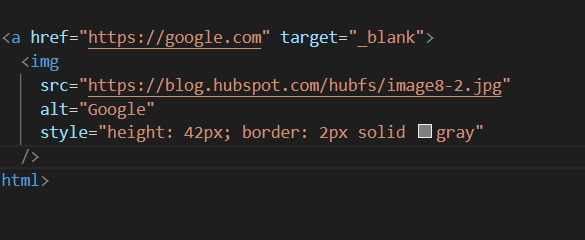 <a href="https://google.com" target="_blank">
<img
src="https://blog.hubspot.com/hubfs/image8-2.jpg"
alt="Google"
style="height: 42px; border: 2px solid gray"
/>
html>